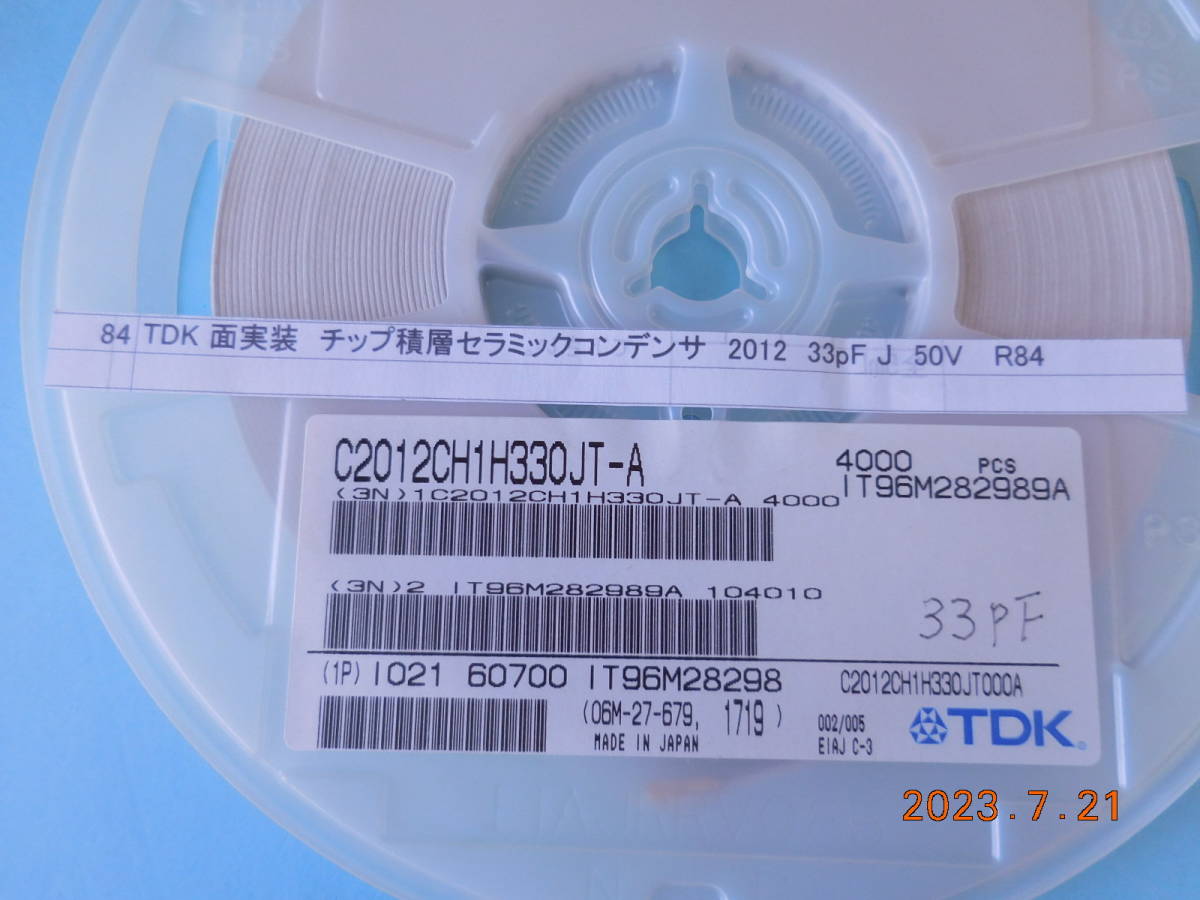 84 TDK 面実装 チップ積層セラミックコンデンサ 2012 33pF J 50V R84
C2012CH1H330JT-A
4000 PCS
(3N)1C2012CH1H330JT-A 4000
IT96M282989A
(3N)2 IT96M282989A 104010
33pF
(1P) IO21 60700 IT96M28298
C2012CH1H330JT000A
(06M-27-679, 1719 )
MADE IN JAPAN
002/005
EIAJ C-3
TDK
2023.7.21
PS